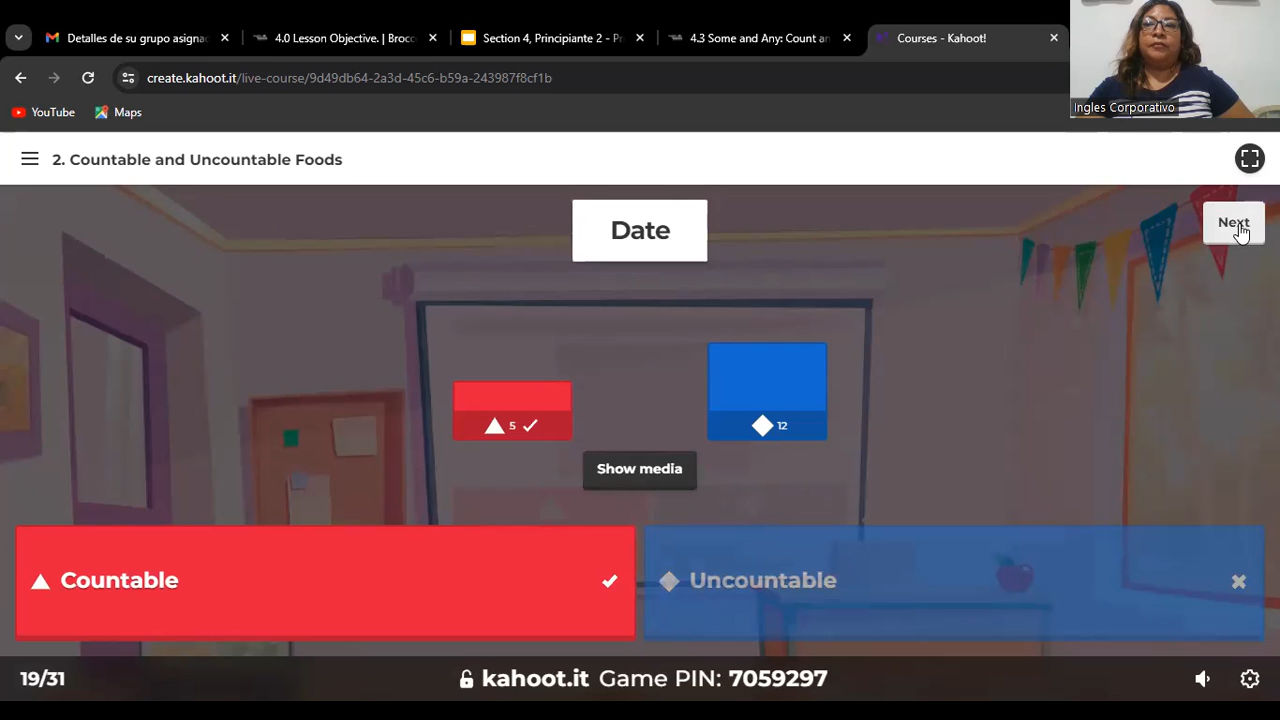 Detalles de su grupo asigna
4.0 Lesson Objective. | Brocc
Section 4, Principiante 2 - Pr
4.3 Some and Any: Count an
Courses - Kahoot!
create.kahoot.it/live-course/9d49db64-2a3d-45c6-b59a-243987f8cf1b
YouTube
Maps
Ingles Corporativo
2. Countable and Uncountable Foods
Date
Next
5
12
Show media
Countable
Uncountable
19/31
kahoot.it Game PIN: 7059297